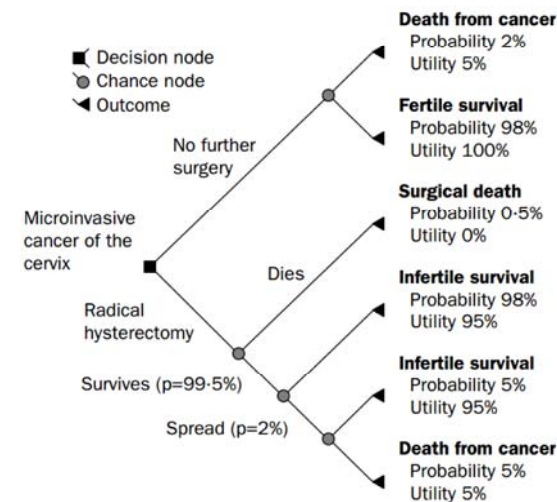 Death from cancer
Probability 2%
Utility 5%
Decision node
Chance node
Outcome
Fertile survival
Probability 98%
Utility 100%
No further
surgery
Surgical death
Probability 0·5%
Utility 0%
Microinvasive
cancer of the
cervix
Dies
Infertile survival
Probability 98%
Utility 95%
Radical
hysterectomy
Infertile survival
Probability 5%
Utility 95%
Survives (p=99·5%)
Spread (p=2%)
Death from cancer
Probability 5%
Utility 5%